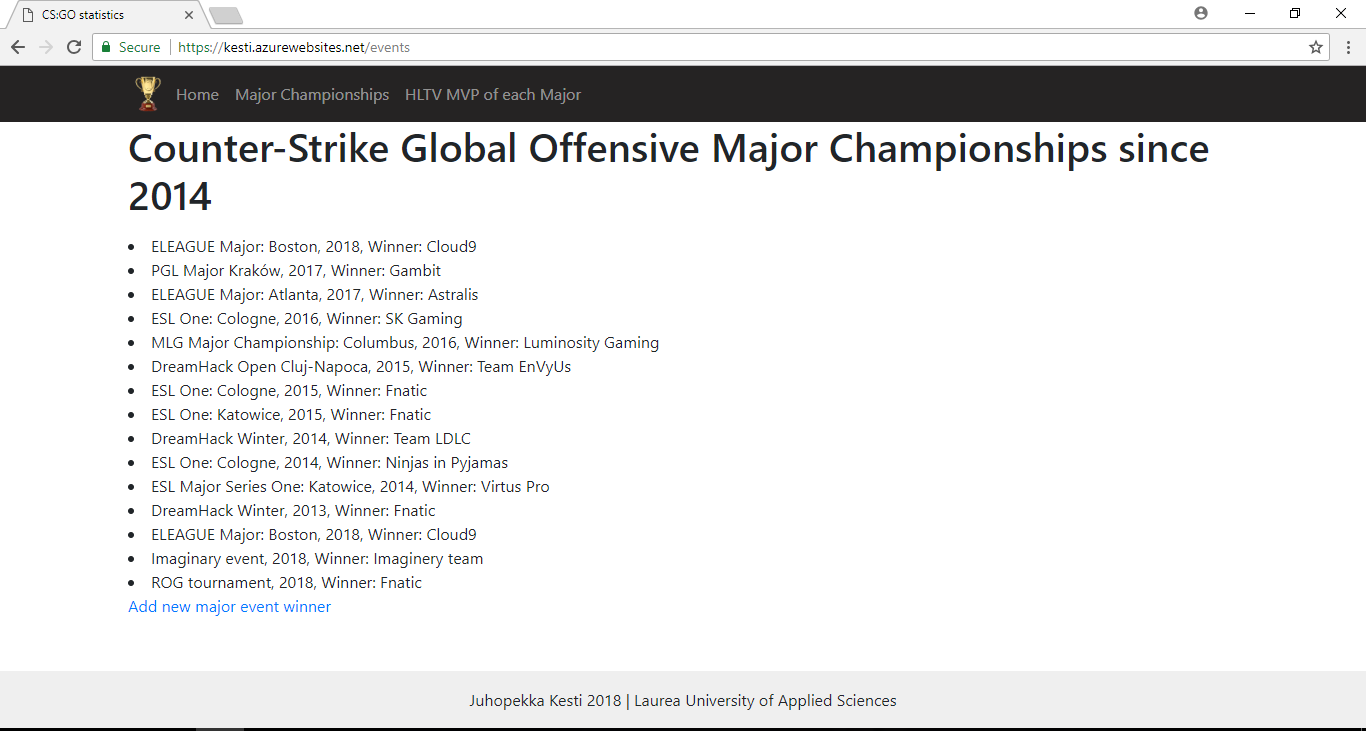 CS:GO statistics
Secure
https://kesti.azurewebsites.net/events
Home
Major Championships
HLTV MVP of each Major
Counter-Strike Global Offensive Major Championships since
2014
ELEAGUE Major: Boston, 2018, Winner: Cloud9
PGL Major Kraków, 2017, Winner: Gambit
ELEAGUE Major: Atlanta, 2017, Winner: Astralis
ESL One: Cologne, 2016, Winner: SK Gaming
MLG Major Championship: Columbus, 2016, Winner: Luminosity Gaming
DreamHack Open Cluj-Napoca, 2015, Winner: Team EnVyUs
ESL One: Cologne, 2015, Winner: Fnatic
ESL One: Katowice, 2015, Winner: Fnatic
DreamHack Winter, 2014, Winner: Team LDLC
ESL One: Cologne, 2014, Winner: Ninjas in Pyjamas
ESL Major Series One: Katowice, 2014, Winner: Virtus Pro
DreamHack Winter, 2013, Winner: Fnatic
ELEAGUE Major: Boston, 2018, Winner: Cloud9
Imaginary event, 2018, Winner: Imaginery team
ROG tournament, 2018, Winner: Fnatic
Add new major event winner
Juhopekka Kesti 2018 | Laurea University of Applied Sciences